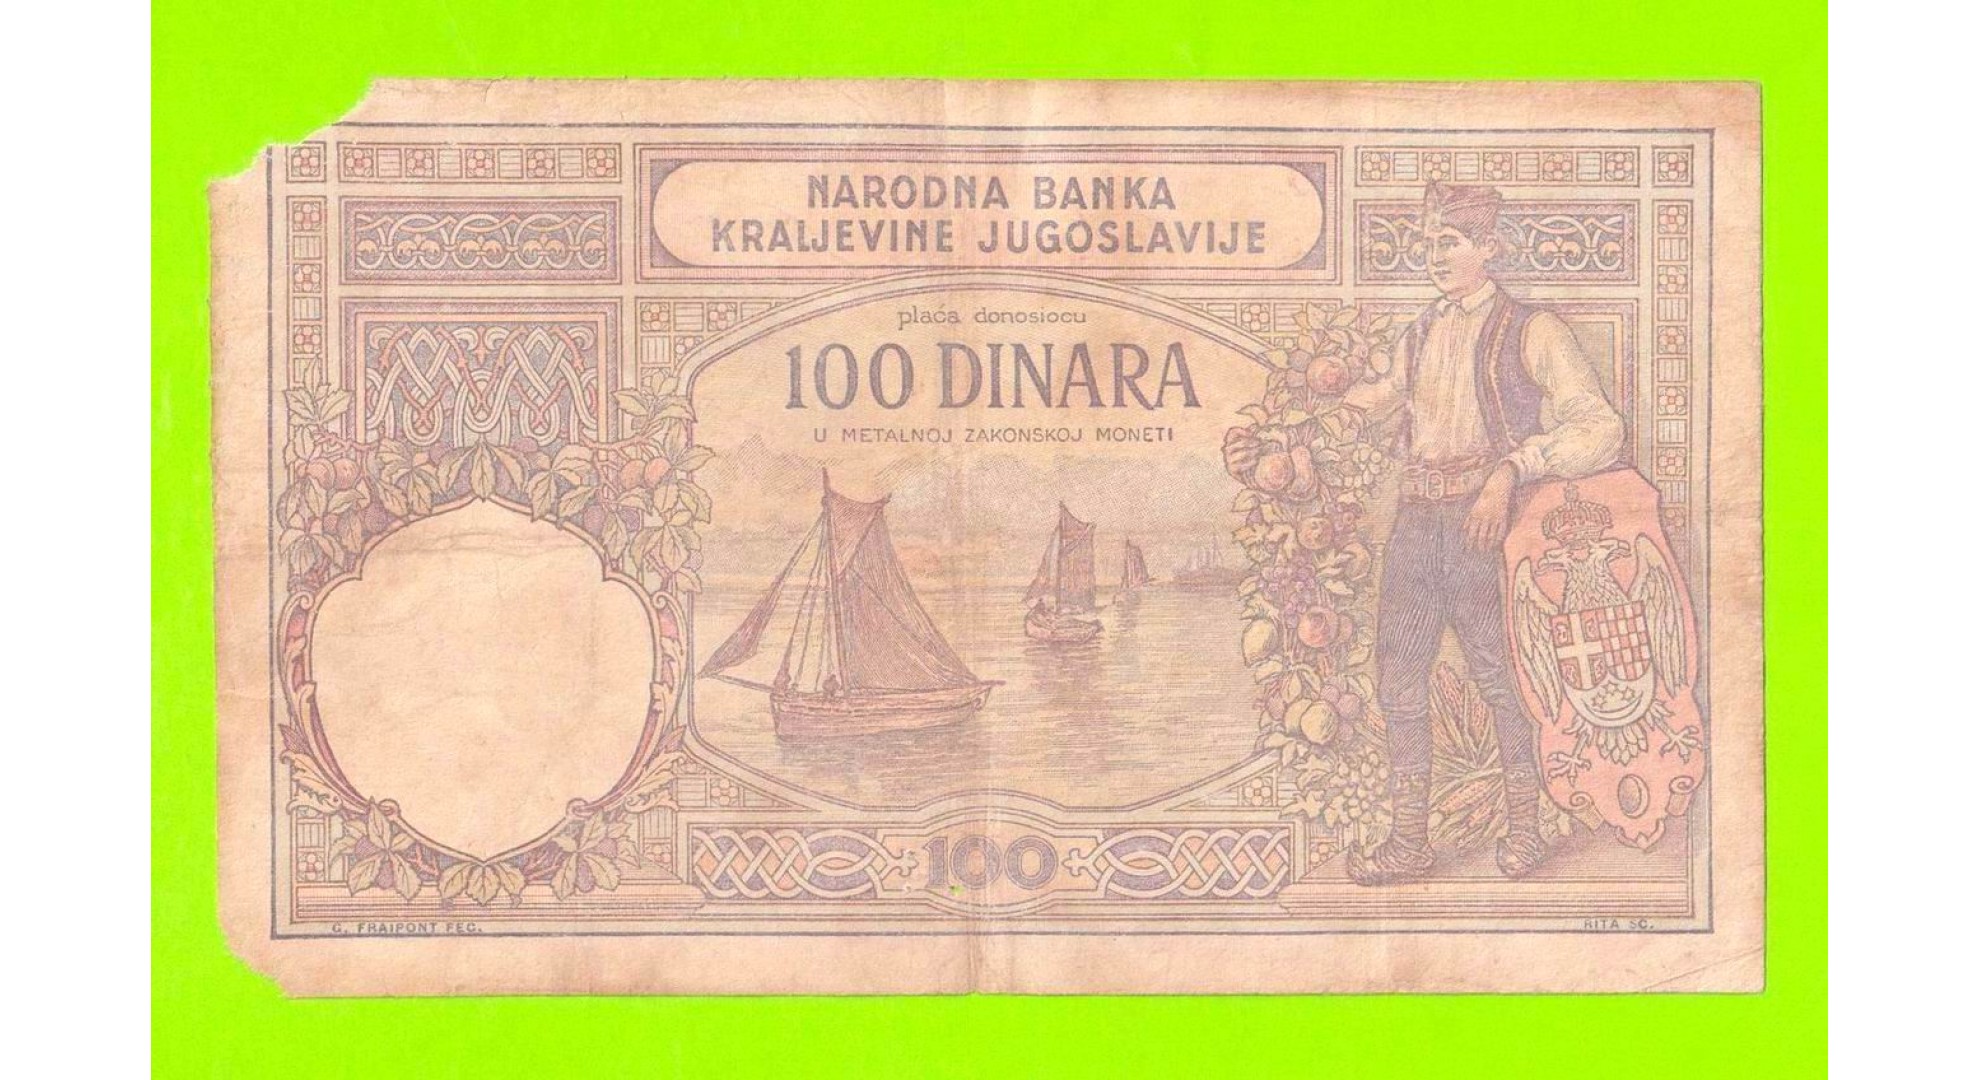 NARODNA BANKA
KRALJEVINE JUGOSLAVIJE
plaća donosiocu
100 DINARA
U METALNOJ ZAKONSKOJ MONETI
100
G. FRAIPONT FEC.
RITA SC.